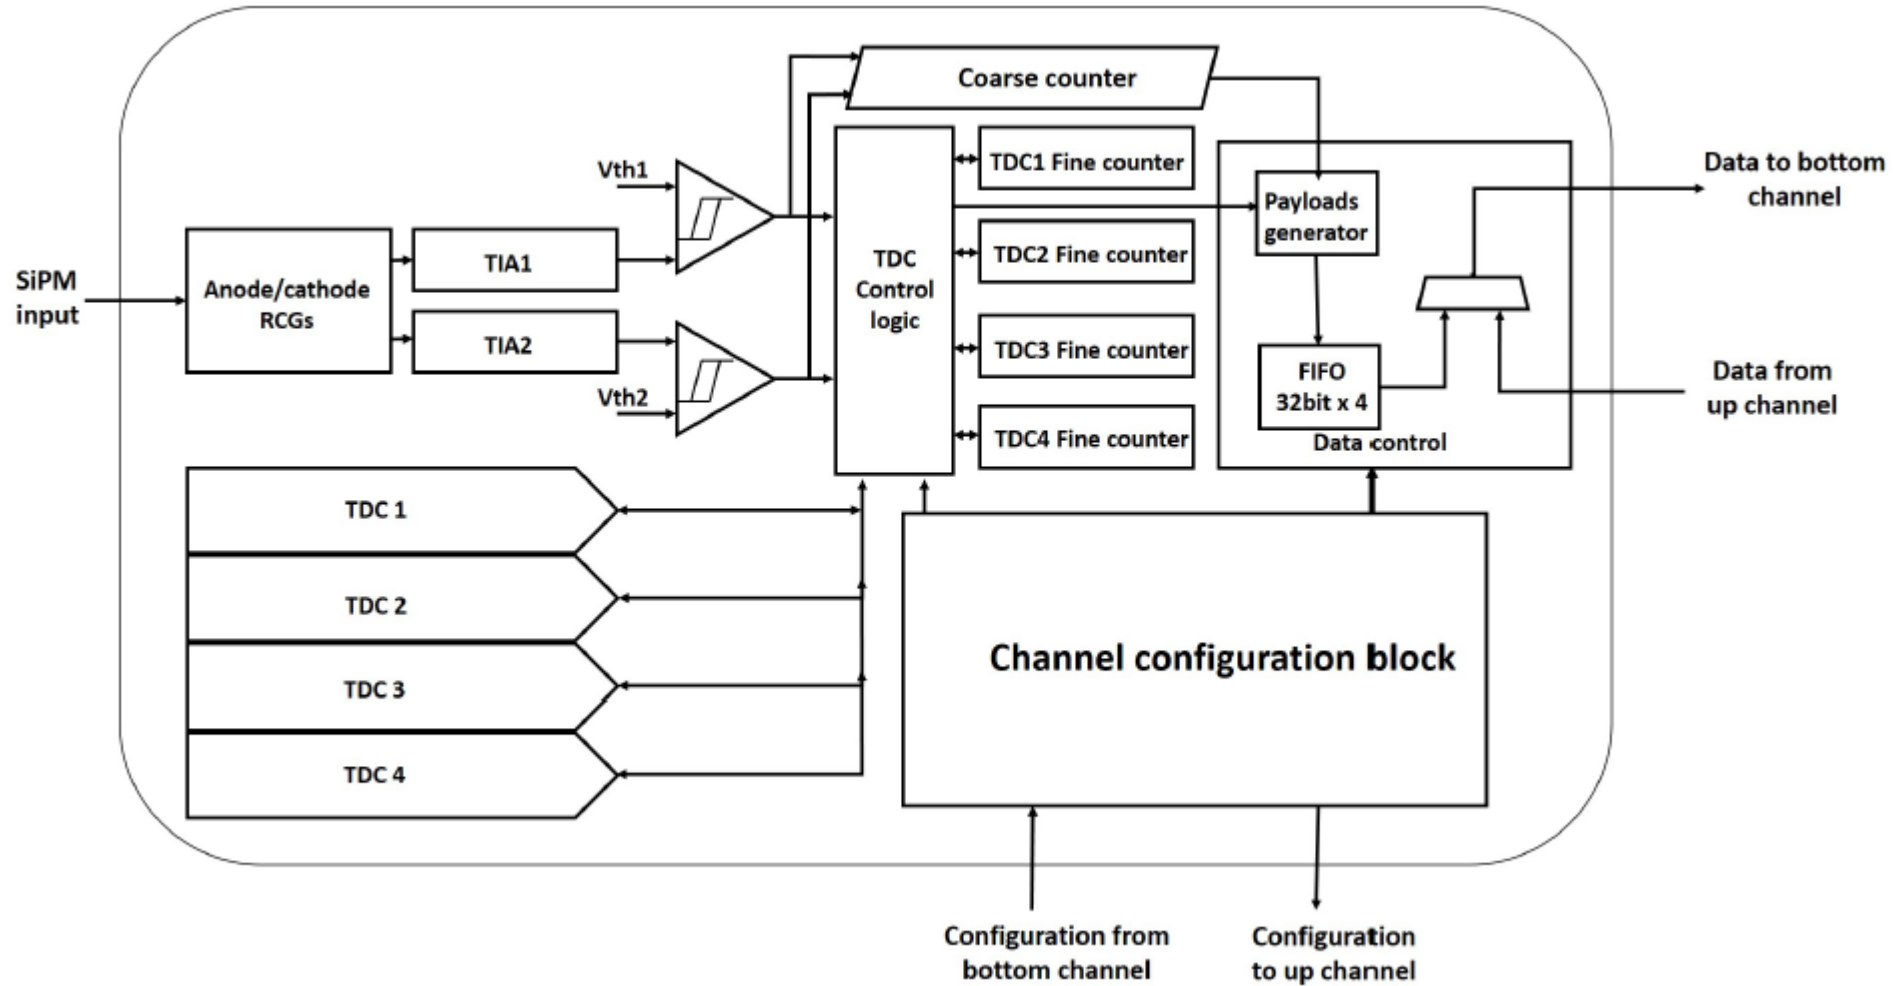 Coarse counter
Vth1
TDC1 Fine counter
Payloads
generator
Data to bottom
channel
SiPM
input
Anode/cathode
RCGs
TIA1
TIA2
TDC
Control
logic
TDC2 Fine counter
TDC3 Fine counter
FIFO
32bit x 4
Data from
up channel
Vth2
TDC4 Fine counter
Data control
TDC 1
TDC 2
TDC 3
TDC 4
Channel configuration block
Configuration from
bottom channel
Configuration
to up channel